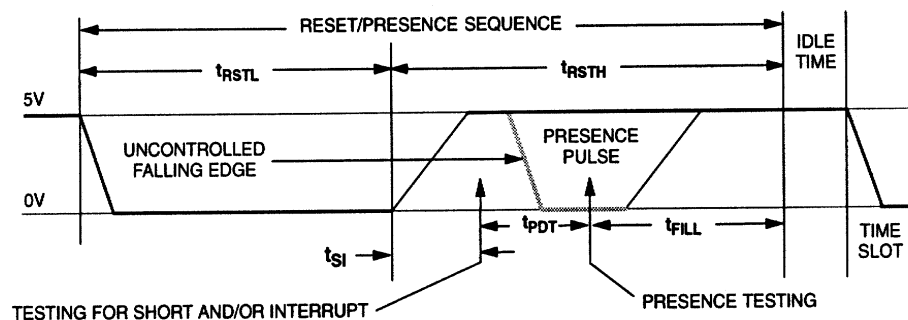 RESET/PRESENCE SEQUENCE
IDLE
TIME
tRSTL
tRSTH
5V
UNCONTROLLED
FALLING EDGE
PRESENCE
PULSE
0V
tPDT
tFILL
tSI
TIME
SLOT
TESTING FOR SHORT AND/OR INTERRUPT
PRESENCE TESTING